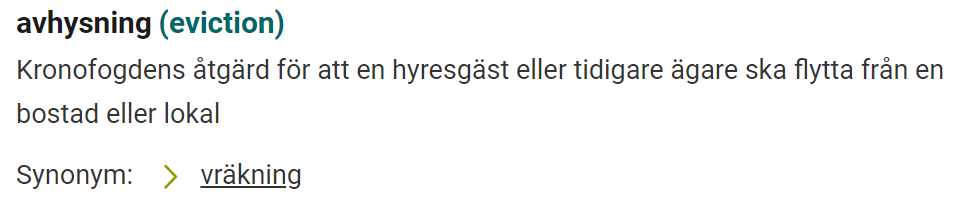 avhysning (eviction)
Kronofogdens åtgärd för att en hyresgäst eller tidigare ägare ska flytta från en
bostad eller lokal
Synonym: vräkning